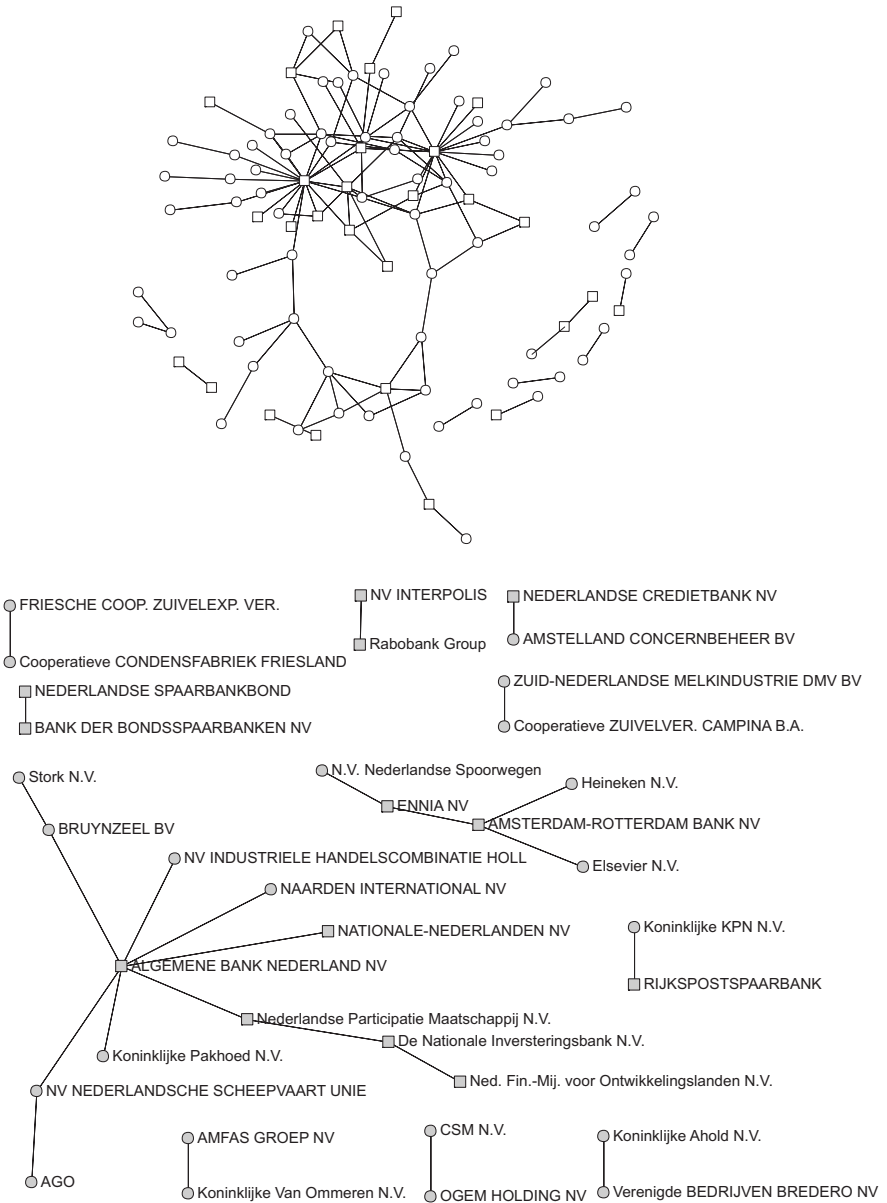 NV INTERPOLIS
NEDERLANDSE CREDIETBANK NV
FRIESCHE COOP. ZUIVELEXP. VER.
Rabobank Group
AMSTELLAND CONCERNBEHEER BV
Cooperatieve CONDENSFABRIEK FRIESLAND
ZUID-NEDERLANDSE MELKINDUSTRIE DMV BV
NEDERLANDSE SPAARBANKBOND
Cooperatieve ZUIVELVER. CAMPINA B.A.
BANK DER BONDSSPAARBANKEN NV
N.V. Nederlandse Spoorwegen
Stork N.V.
Heineken N.V.
ENNIA NV
AMSTERDAM-ROTTERDAM BANK NV
BRUYNZEEL BV
NV INDUSTRIELE HANDELSCOMBINATIE HOLL
Elsevier N.V.
NAARDEN INTERNATIONAL NV
Koninklijke KPN N.V.
NATIONALE-NEDERLANDEN NV
ALGEMENE BANK NEDERLAND NV
RIJKSPOSTSPAARBANK
Nederlandse Participatie Maatschappij N.V.
De Nationale Inversteringsbank N.V.
Koninklijke Pakhoed N.V.
Ned. Fin.-Mij. voor Ontwikkelingslanden N.V.
NV NEDERLANDSCHE SCHEEPVAART UNIE
CSM N.V.
AMFAS GROEP NV
Koninklijke Ahold N.V.
AGO
Koninklijke Van Ommeren N.V.
OGEM HOLDING NV
Verenigde BEDRIJVEN BREDERO NV